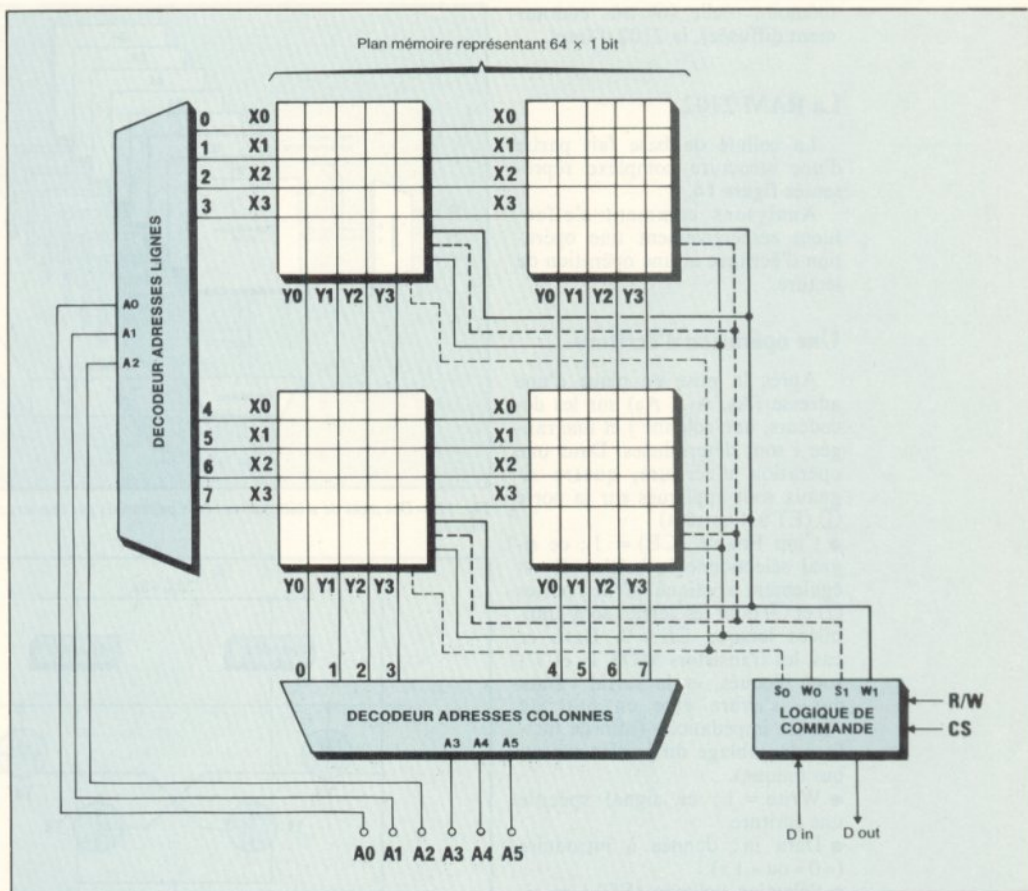 Plan mémoire représentant 64 × 1 bit
DECODEUR ADRESSES LIGNES
A0
A1
A2
0 X0
1 X1
2 X2
3 X3
X0
X1
X2
X3
Y0 Y1 Y2 Y3
Y0 Y1 Y2 Y3
4 X0
5 X1
6 X2
7 X3
X0
X1
X2
X3
Y0 Y1 Y2 Y3
Y0 Y1 Y2 Y3
0 1 2 3
4 5 6 7
DECODEUR ADRESSES COLONNES
A3 A4 A5
S0 W0 S1 W1
LOGIQUE DE
COMMANDE
R/W
CS
D in
D out
A0 A1 A2 A3 A4 A5